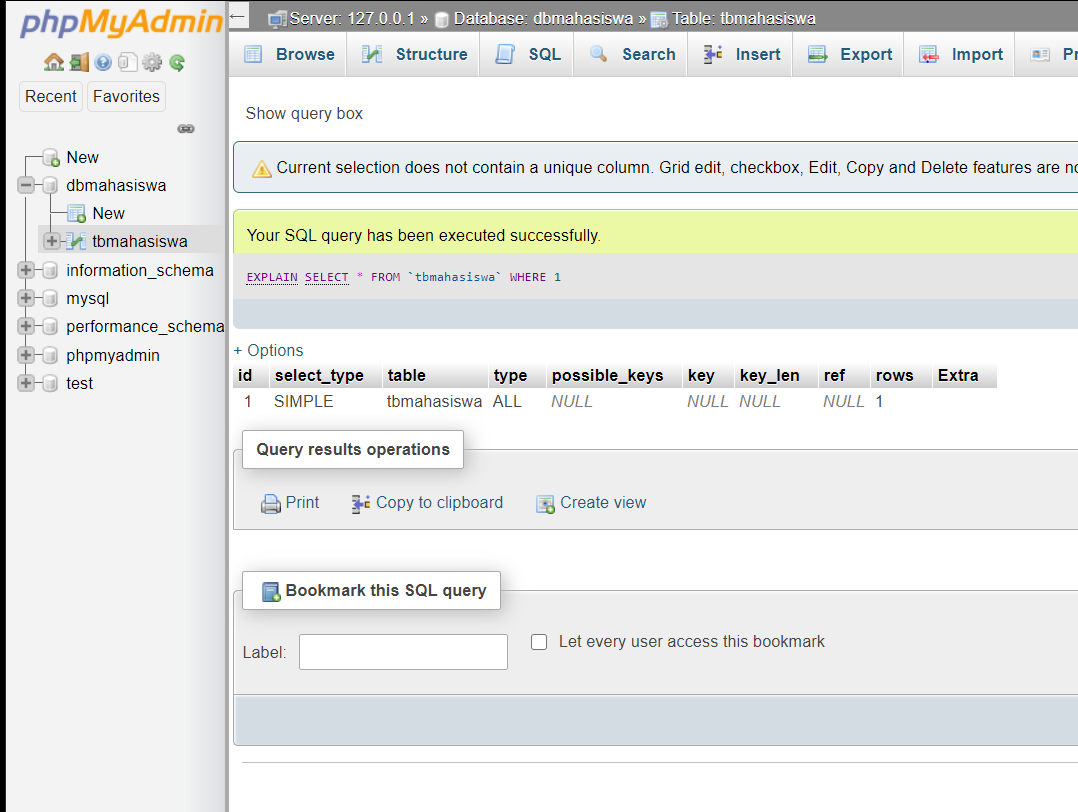 phpMyAdmin
Recent Favorites
New
dbmahasiswa
New
tbmahasiswa
information_schema
mysql
performance_schema
phpmyadmin
test
Server: 127.0.0.1 » Database: dbmahasiswa » Table: tbmahasiswa
Browse Structure SQL Search Insert Export Import Pr
Show query box
Current selection does not contain a unique column. Grid edit, checkbox, Edit, Copy and Delete features are no
Your SQL query has been executed successfully.
EXPLAIN SELECT * FROM `tbmahasiswa` WHERE 1
+ Options
id select_type table type possible_keys key key_len ref rows Extra
1 SIMPLE tbmahasiswa ALL NULL NULL NULL NULL 1
Query results operations
Print Copy to clipboard Create view
Bookmark this SQL query
Label: Let every user access this bookmark